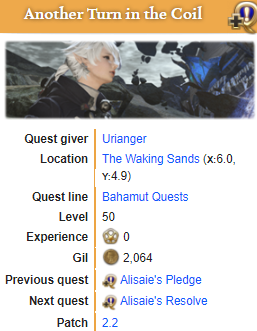 Another Turn in the Coil
Quest giver Urianger
Location The Waking Sands (x:6.0,
Y:4.9)
Quest line Bahamut Quests
Level 50
Experience 0
Gil 2,064
Previous quest Alisaie's Pledge
Next quest Alisaie's Resolve
Patch 2.2